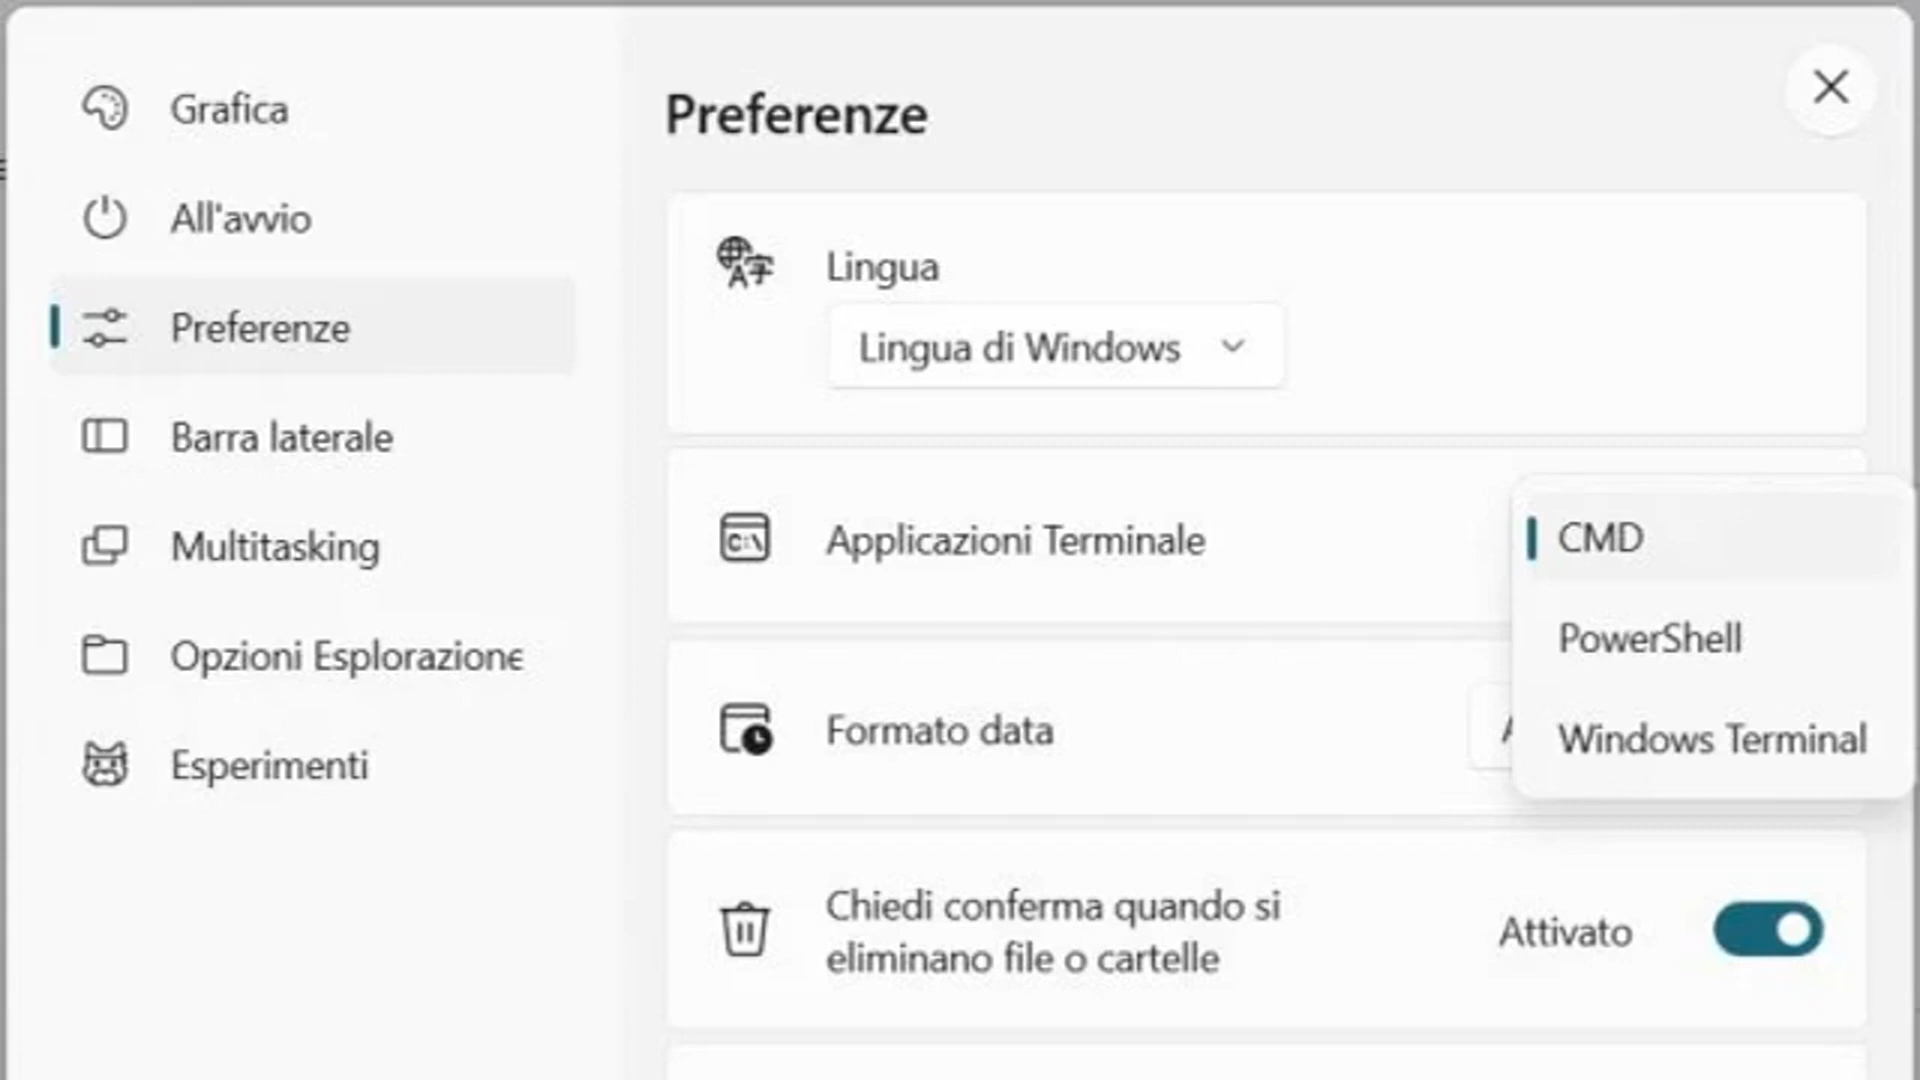 Grafica
All'avvio
Preferenze
Barra laterale
Multitasking
Opzioni Esplorazione
Esperimenti
Preferenze
Lingua
Lingua di Windows
Applicazioni Terminale
CMD
PowerShell
Windows Terminal
Formato data
Chiedi conferma quando si
eliminano file o cartelle
Attivato